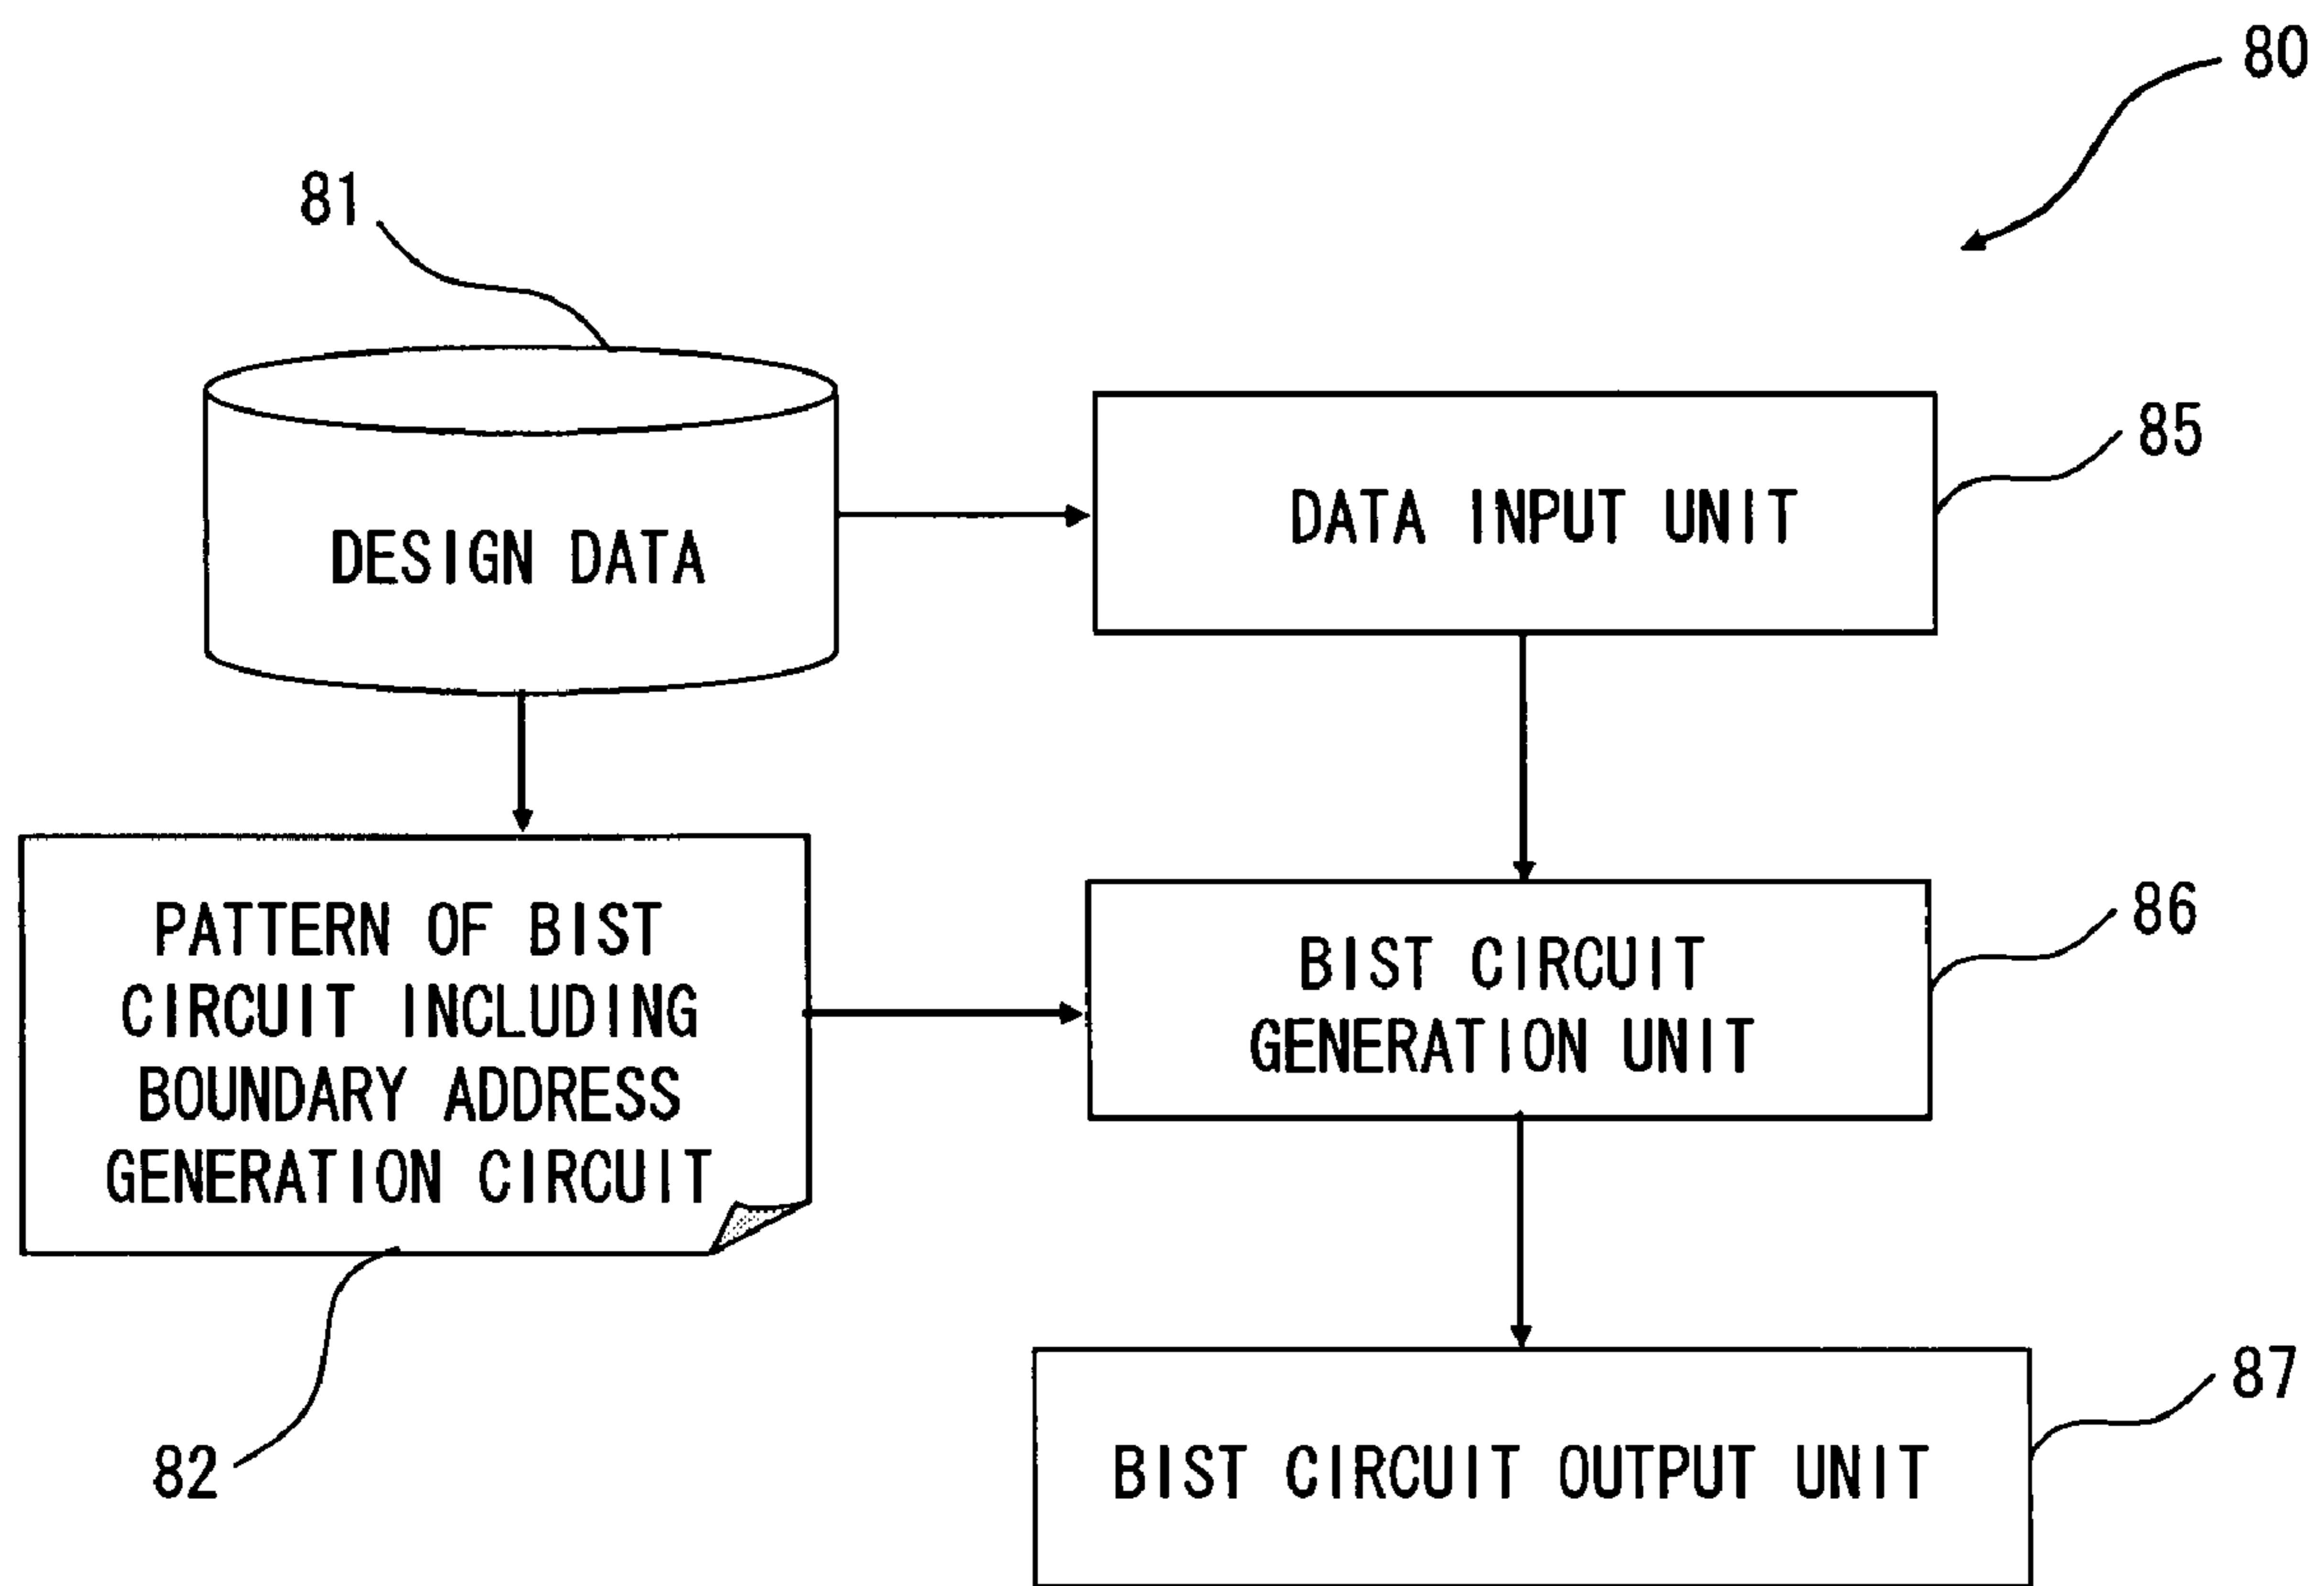 80
81
85
DESIGN DATA
DATA INPUT UNIT
86
PATTERN OF BIST
CIRCUIT INCLUDING
BOUNDARY ADDRESS
GENERATION CIRCUIT
BIST CIRCUIT
GENERATION UNIT
82
87
BIST CIRCUIT OUTPUT UNIT